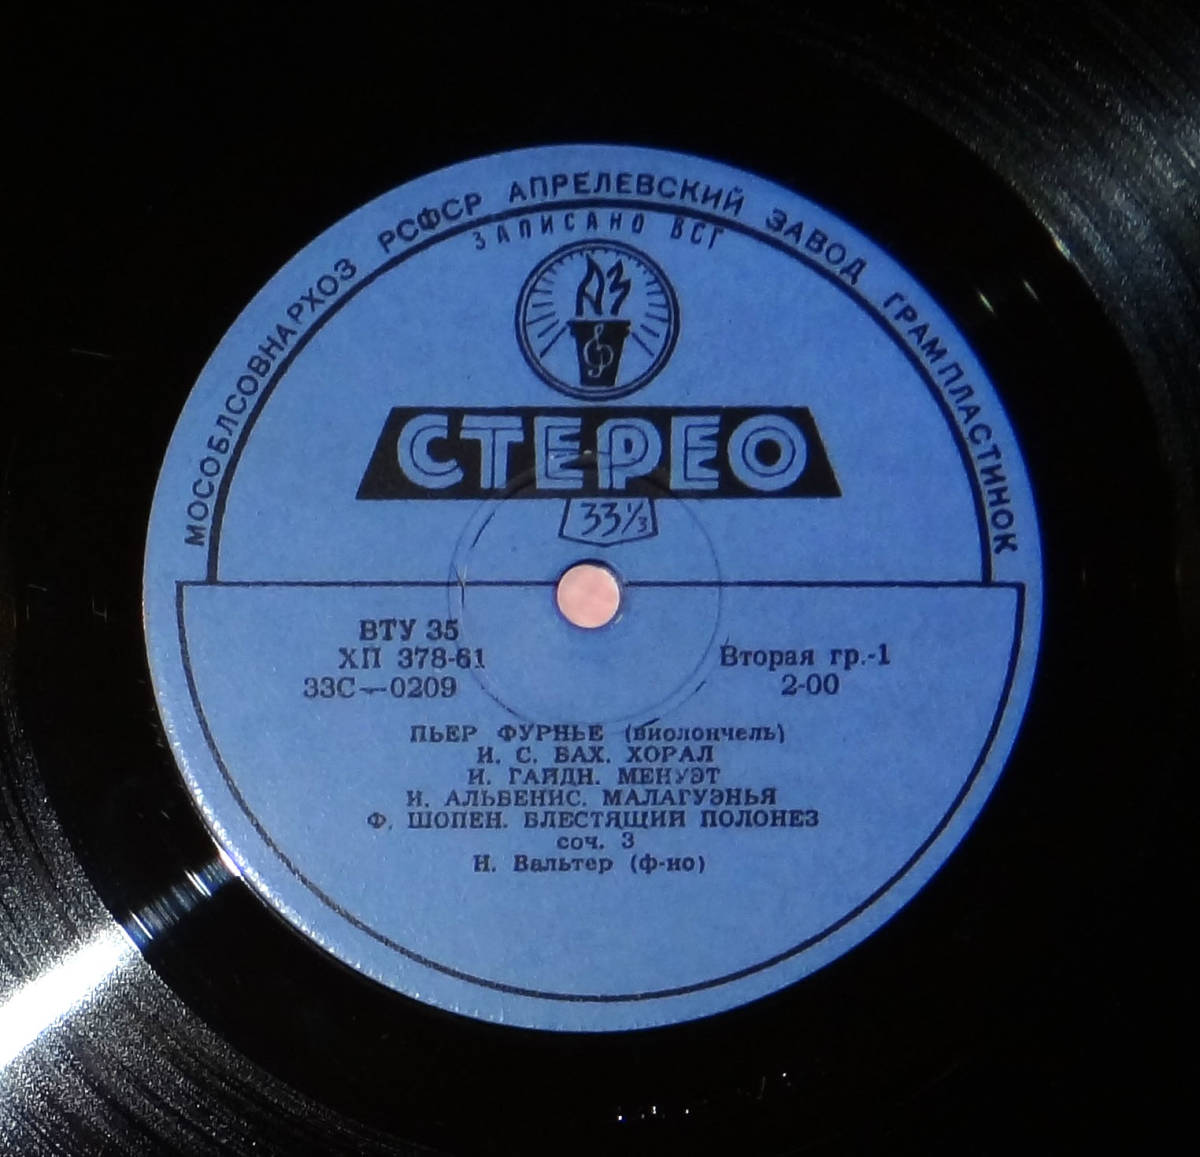 МОСОБЛСОВНАРХОЗ РСФСР АПРЕЛЕВСКИЙ ЗАВОД ГРАМПЛАСТИНОК
ЗАПИСАНО ВСГ
АЗ
СТЕРЕО
33⅓
ВТУ 35
ХП 378-61
33С—0209
Вторая гр.-1
2-00
ПЬЕР ФУРНЬЕ (виолончель)
И. С. БАХ. ХОРАЛ
И. ГАЙДН. МЕНУЭТ
И. АЛЬБЕНИС. МАЛАГУЭНЬЯ
Ф. ШОПЕН. БЛЕСТЯЩИЙ ПОЛОНЕЗ
соч. 3
Н. Вальтер (ф-но)